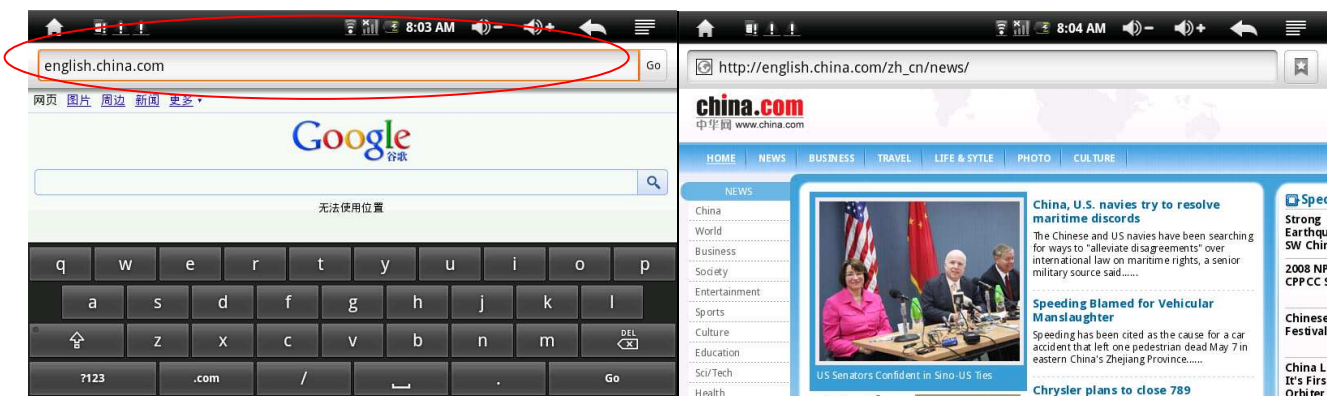 8:03 AM
english.china.com
Go
网页 图片 周边 新闻 更多
Google
谷歌
无法使用位置
q w e r t y u i o p
a s d f g h j k l
z x c v b n m DEL
?123 .com / . Go
8:04 AM
http://english.china.com/zh_cn/news/
china.com
中华网 www.china.com
HOME NEWS BUSINESS TRAVEL LIFE & SYTLE PHOTO CULTURE
NEWS
China
World
Business
Society
Entertainment
Sports
Culture
Education
Sci/Tech
Health
US Senators Confident in Sino-US Ties
China, U.S. navies try to resolve
maritime discords
The Chinese and US navies have been searching
for ways to "alleviate disagreements" over
international law on maritime rights, a senior
military source said......
Speeding Blamed for Vehicular
Manslaughter
Speeding has been cited as the cause for a car
accident that left one pedestrian dead May 7 in
eastern China's Zhejiang Province......
Chrysler plans to close 789
Spec
Strong
Earthqu
SW Chin
2008 NP
CPPCC S
Chinese
Festival
China L
It's Firs
Orbiter